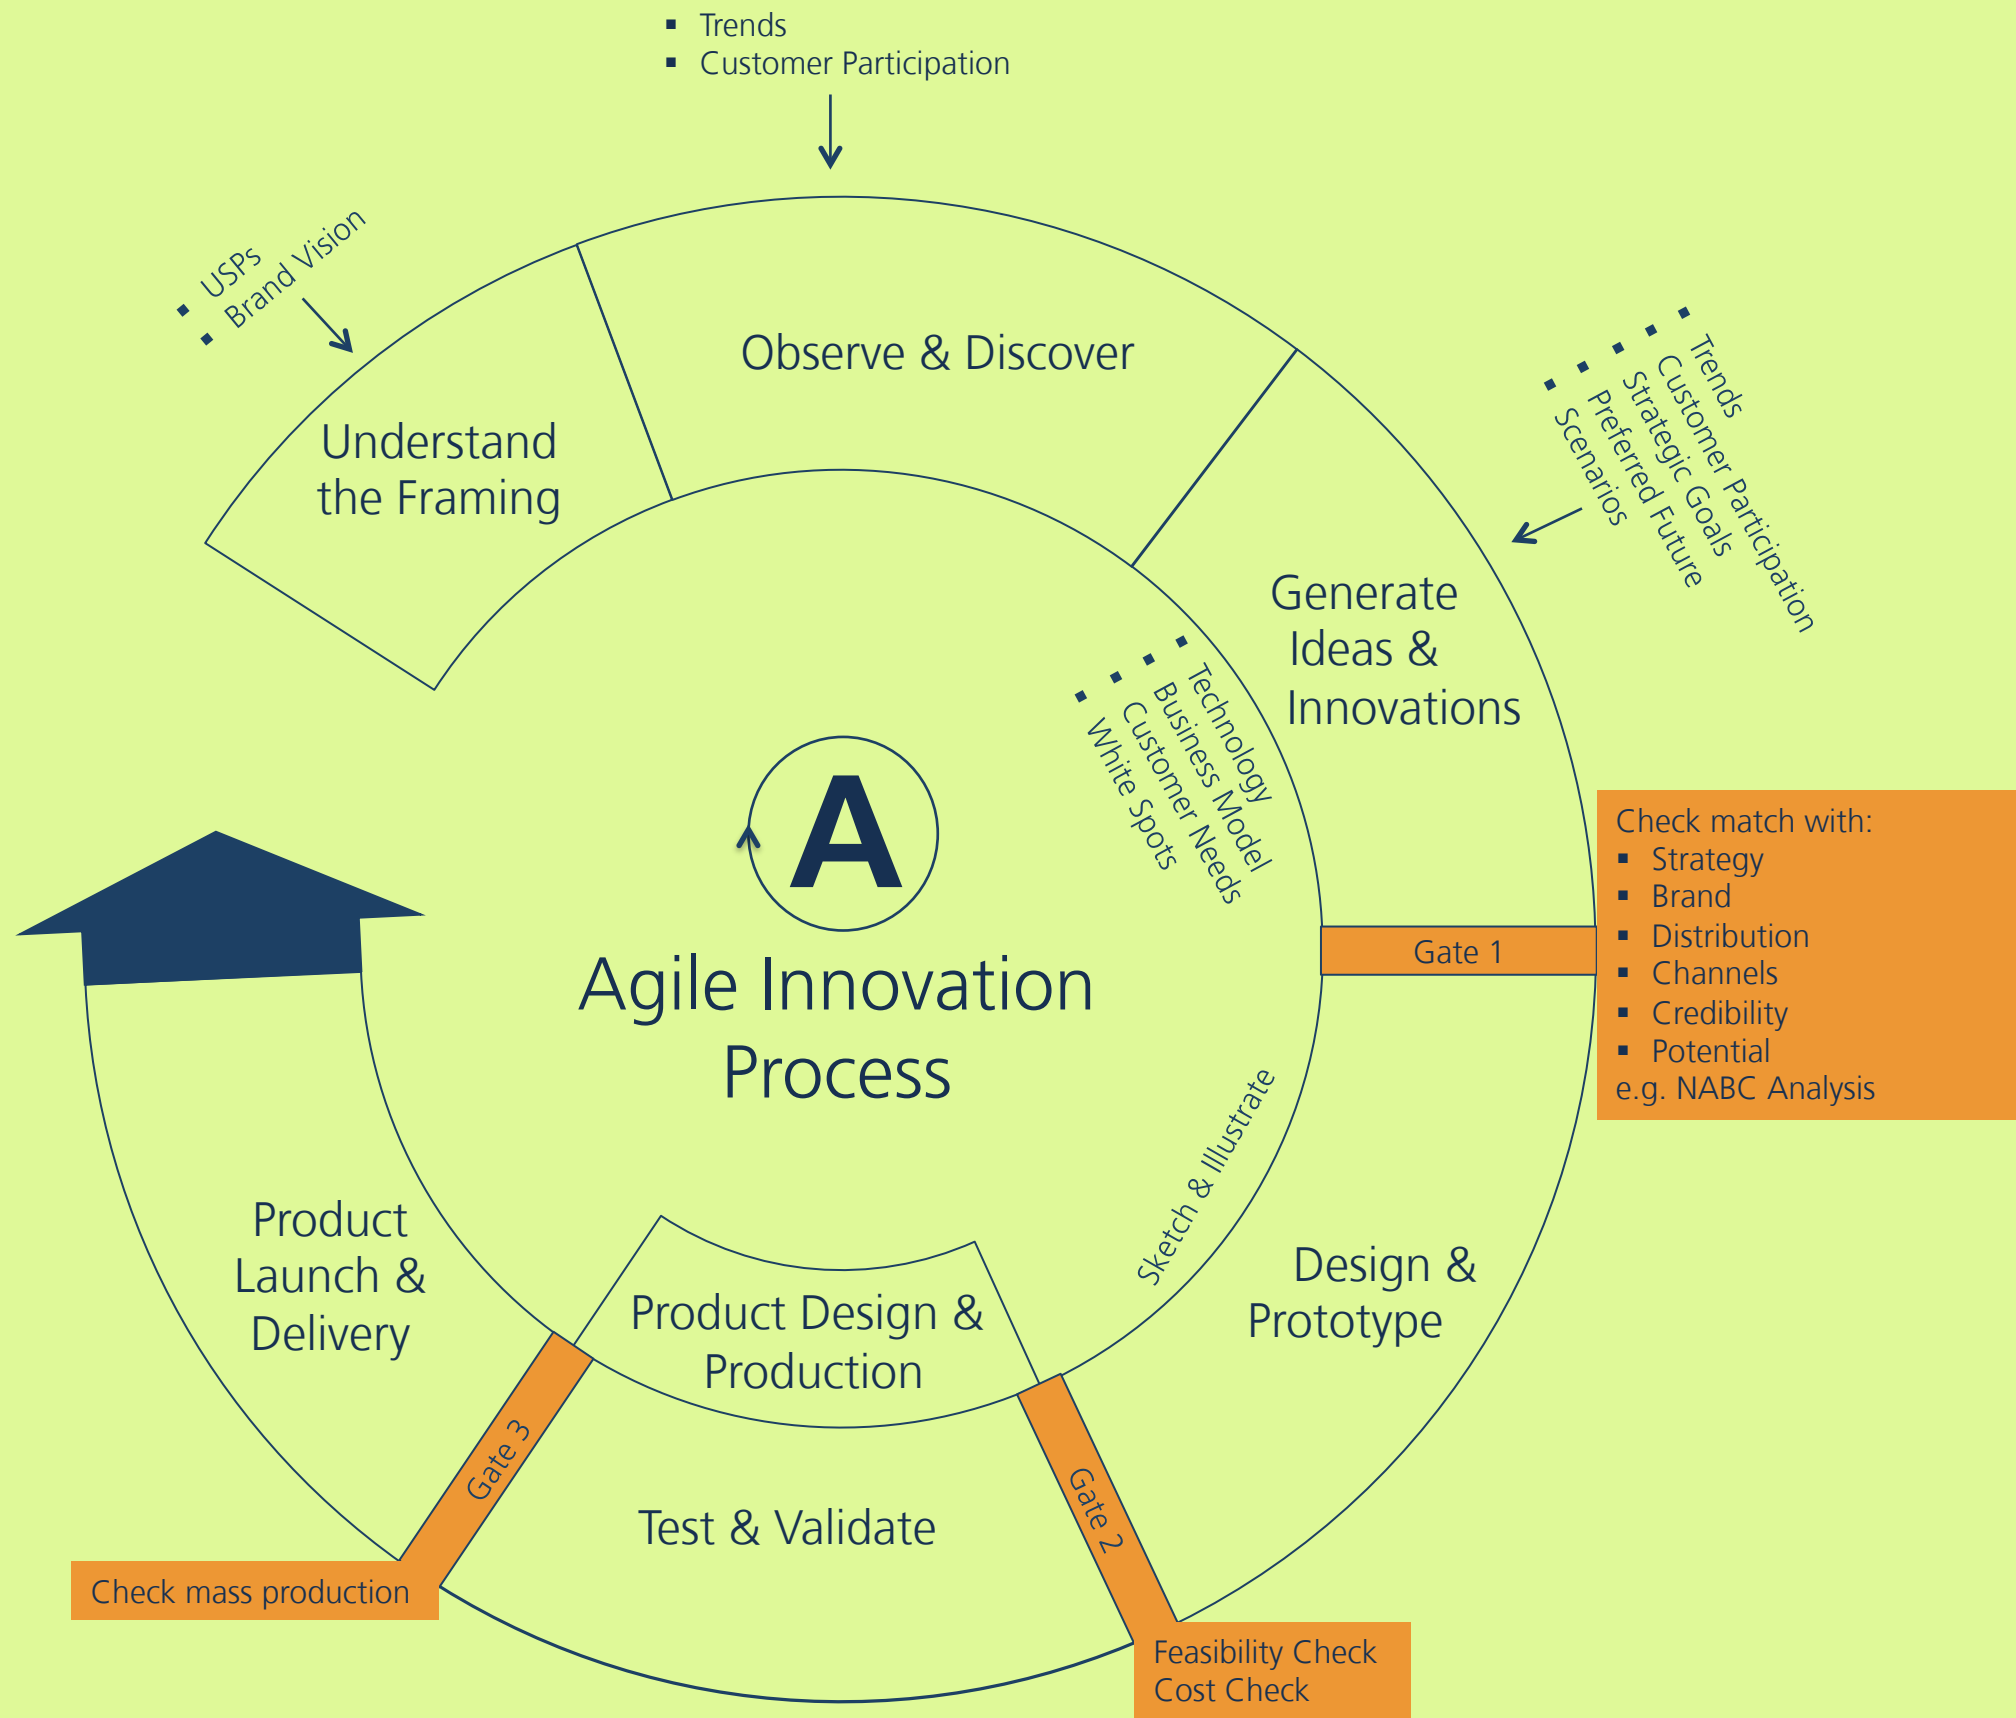 ▪ Trends
▪ Customer Participation
▪ USPs
▪ Brand Vision
Observe & Discover
Understand
the Framing
▪ Trends
▪ Customer Participation
▪ Strategic Goals
▪ Preferred Future
▪ Scenarios
Generate
Ideas &
Innovations
▪ Technology
▪ Business Model
▪ Customer Needs
▪ White Spots
A
Agile Innovation
Process
Gate 1
Check match with:
▪ Strategy
▪ Brand
▪ Distribution
▪ Channels
▪ Credibility
▪ Potential
e.g. NABC Analysis
Sketch & Illustrate
Design &
Prototype
Product Design &
Production
Product
Launch &
Delivery
Gate 3
Gate 2
Test & Validate
Check mass production
Feasibility Check
Cost Check